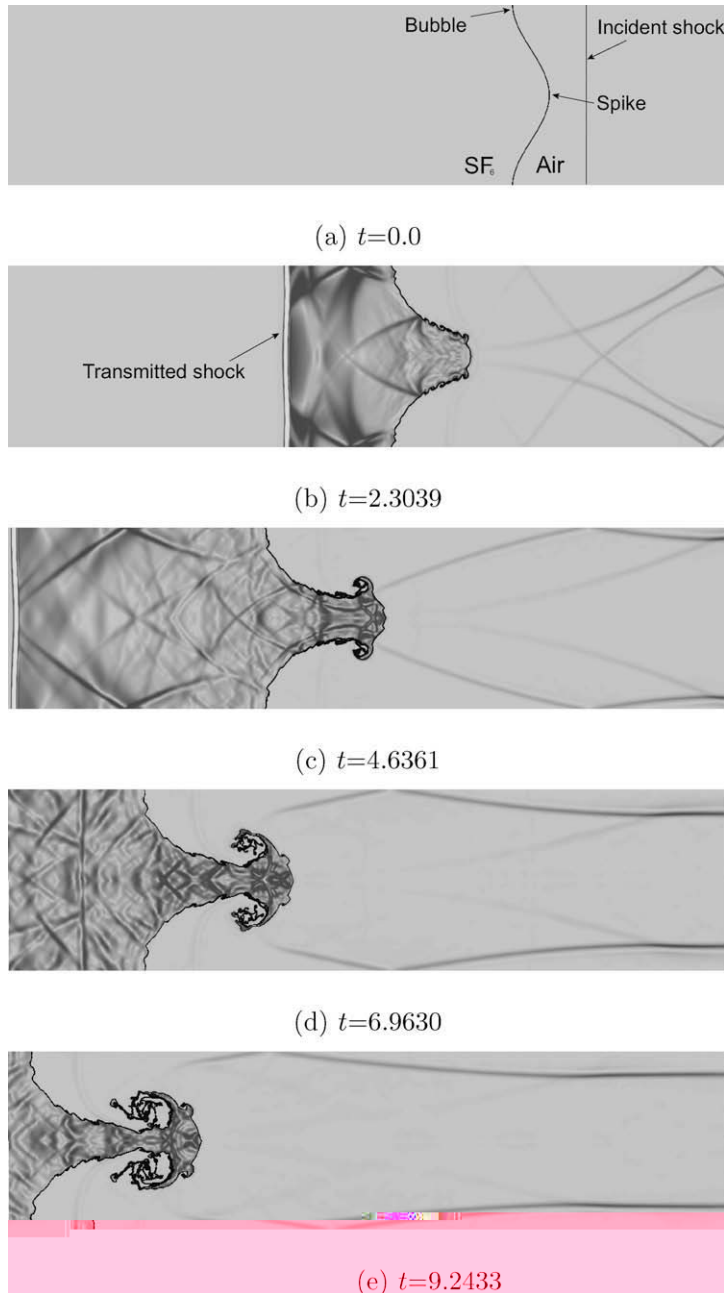 Bubble
Incident shock
Spike
SF₆
Air
(a) t=0.0
Transmitted shock
(b) t=2.3039
(c) t=4.6361
(d) t=6.9630
(e) t=9.2433